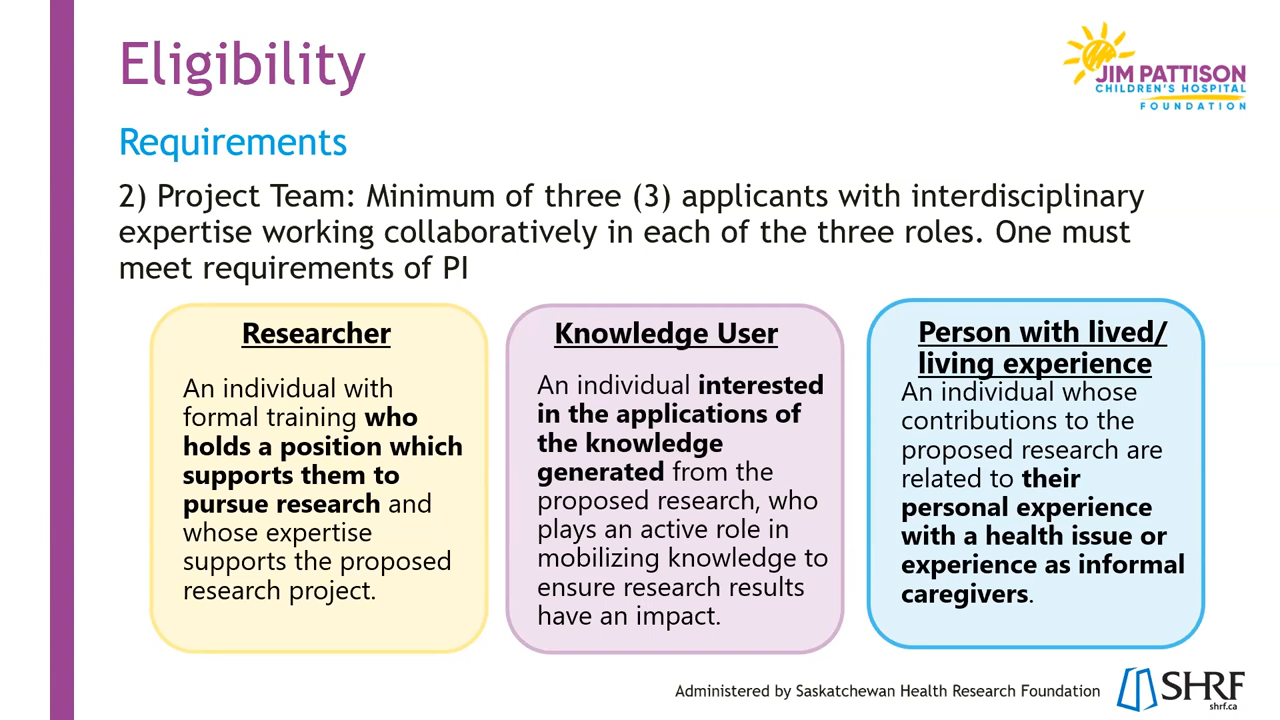 Eligibility
JIM PATTISON
CHILDREN'S HOSPITAL
FOUNDATION
Requirements
2) Project Team: Minimum of three (3) applicants with interdisciplinary
expertise working collaboratively in each of the three roles. One must
meet requirements of PI
Researcher
An individual with
formal training who
holds a position which
supports them to
pursue research and
whose expertise
supports the proposed
research project.
Knowledge User
An individual interested
in the applications of
the knowledge
generated from the
proposed research, who
plays an active role in
mobilizing knowledge to
ensure research results
have an impact.
Person with lived/
living experience
An individual whose
contributions to the
proposed research are
related to their
personal experience
with a health issue or
experience as informal
caregivers.
Administered by Saskatchewan Health Research Foundation
SHRF
shrf.ca